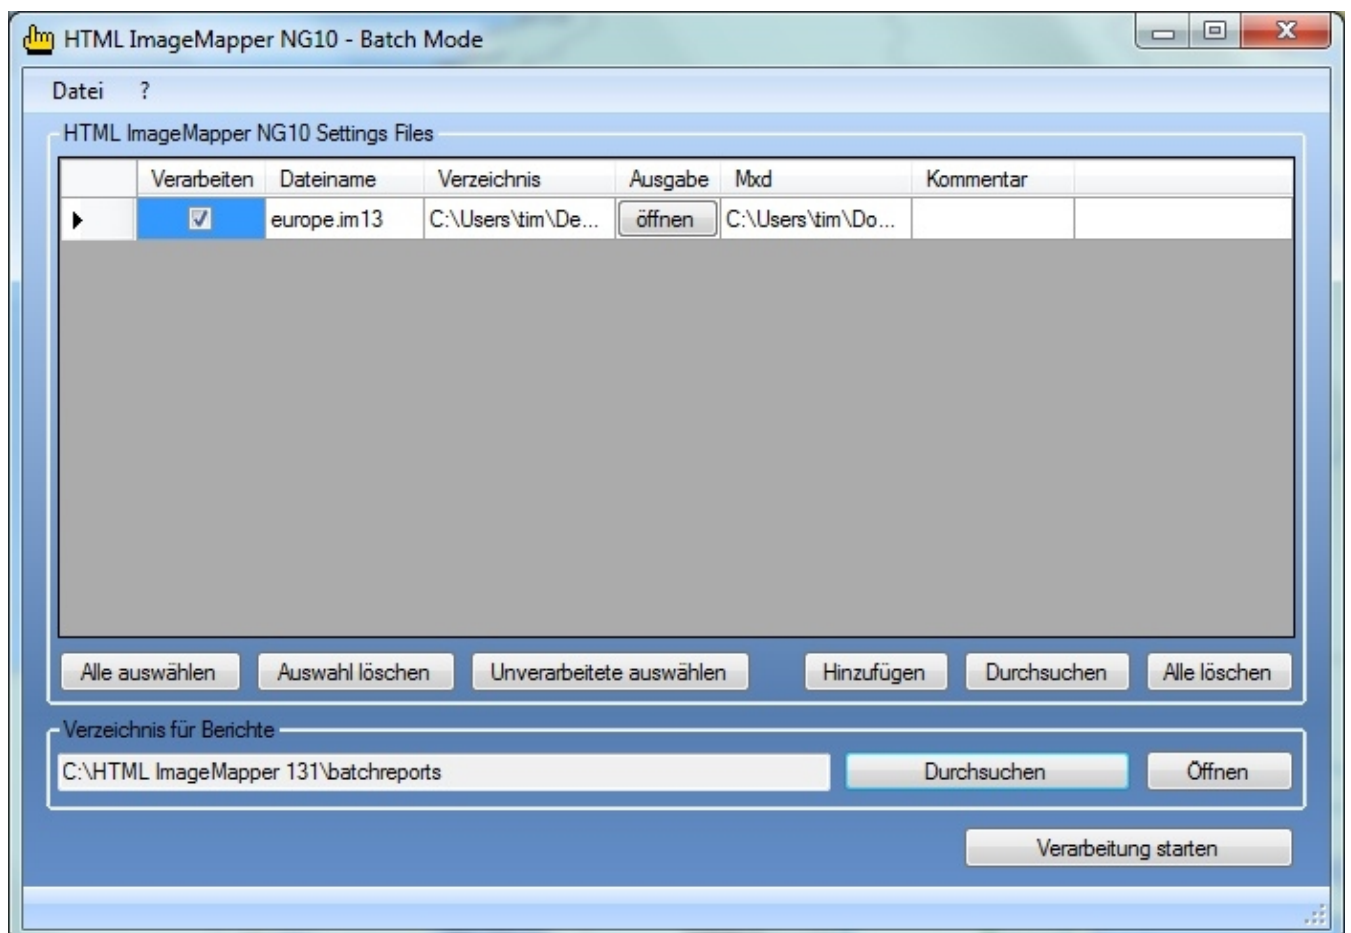 HTML ImageMapper NG10 - Batch Mode
Datei ?
HTML ImageMapper NG10 Settings Files
Verarbeiten Dateiname Verzeichnis Ausgabe Mxd Kommentar
europe.im13 C:\Users\tim\De... öffnen C:\Users\tim\Do...
Alle auswählen Auswahl löschen Unverarbeitete auswählen Hinzufügen Durchsuchen Alle löschen
Verzeichnis für Berichte
C:\HTML ImageMapper 131\batchreports Durchsuchen Öffnen
Verarbeitung starten